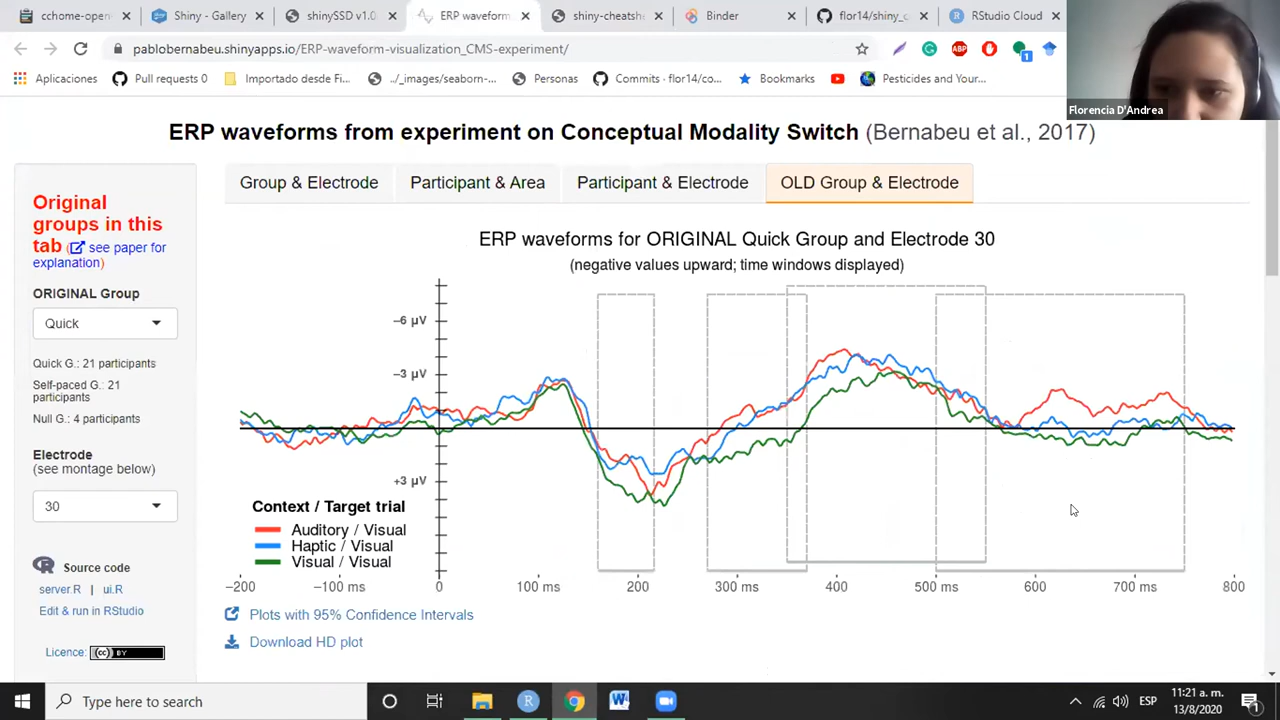 cchome-open
Shiny - Gallery
shinySSD v1.0
ERP waveform
shiny-cheatshe
Binder
flor14/shiny_c
RStudio Cloud
pablobernabeu.shinyapps.io/ERP-waveform-visualization_CMS-experiment/
Aplicaciones
Pull requests 0
Importado desde Fi...
../_images/seaborn-...
Personas
Commits · flor14/co...
Bookmarks
Pesticides and Your...
Florencia D'Andrea
ERP waveforms from experiment on Conceptual Modality Switch (Bernabeu et al., 2017)
Group & Electrode
Participant & Area
Participant & Electrode
OLD Group & Electrode
Original
groups in this
tab ( see paper for
explanation)
ORIGINAL Group
Quick
Quick G.: 21 participants
Self-paced G.: 21
participants
Null G.: 4 participants
Electrode
(see montage below)
30
Source code
server.R | ui.R
Edit & run in RStudio
Licence: (cc) BY
ERP waveforms for ORIGINAL Quick Group and Electrode 30
(negative values upward; time windows displayed)
−6 µV
−3 µV
+3 µV
Context / Target trial
Auditory / Visual
Haptic / Visual
Visual / Visual
−200 −100 ms 0 100 ms 200 300 ms 400 500 ms 600 700 ms 800
Plots with 95% Confidence Intervals
Download HD plot
Type here to search
ESP
11:21 a. m.
13/8/2020